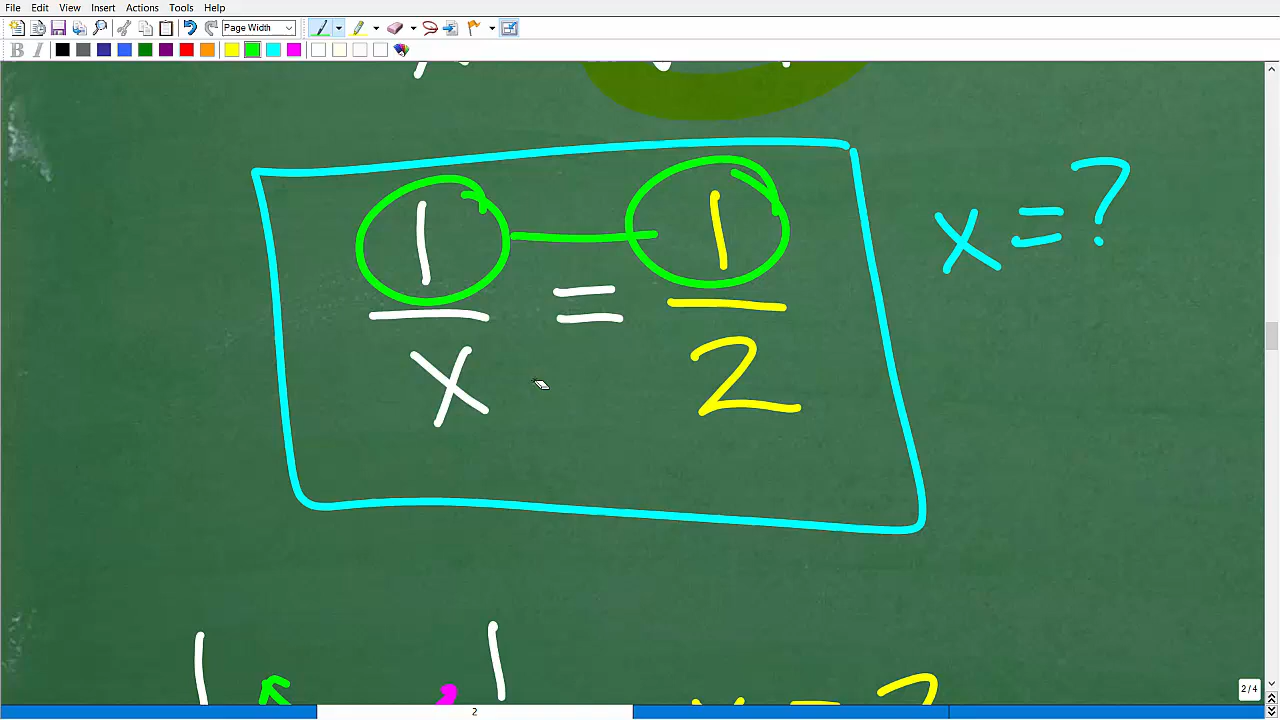 File Edit View Insert Actions Tools Help
Page Width
B I
1/x = 1/2
x = ?
2/4
2